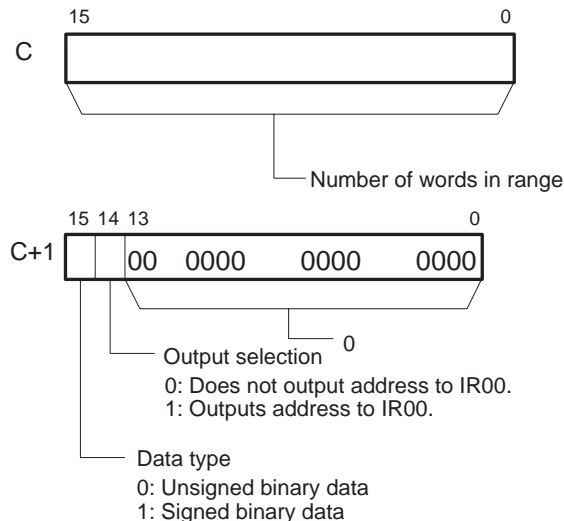 15 0
C
Number of words in range
15 14 13 0
C+1 00 0000 0000 0000
0
Output selection
0: Does not output address to IR00.
1: Outputs address to IR00.
Data type
0: Unsigned binary data
1: Signed binary data